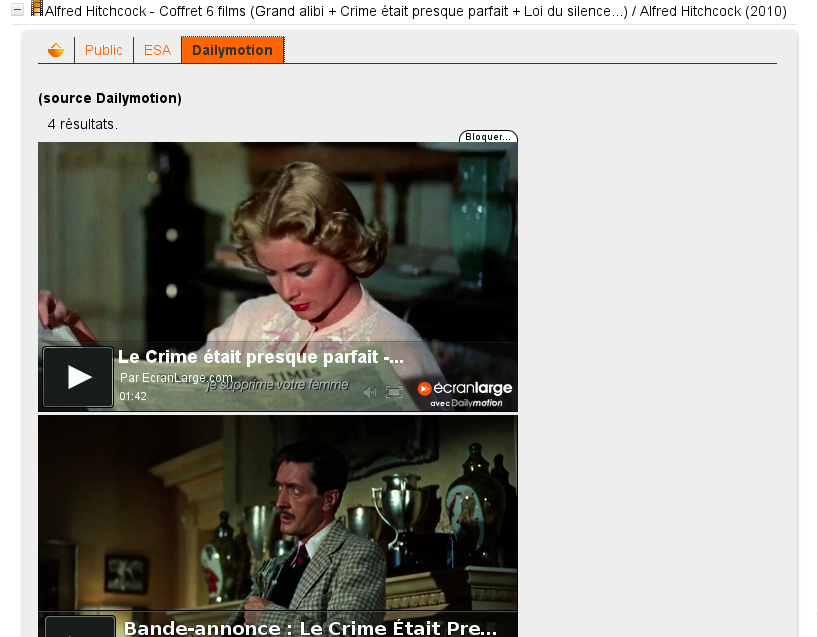 Alfred Hitchcock - Coffret 6 films (Grand alibi + Crime était presque parfait + Loi du silence...) / Alfred Hitchcock (2010)
Public ESA Dailymotion
(source Dailymotion)
4 résultats.
Bloquer...
TIMES
Le Crime était presque parfait -...
Par EcranLarge.com
je supprime votre femme
01:42
écranlarge
avec Dailymotion
Bande-annonce : Le Crime Était Pre...